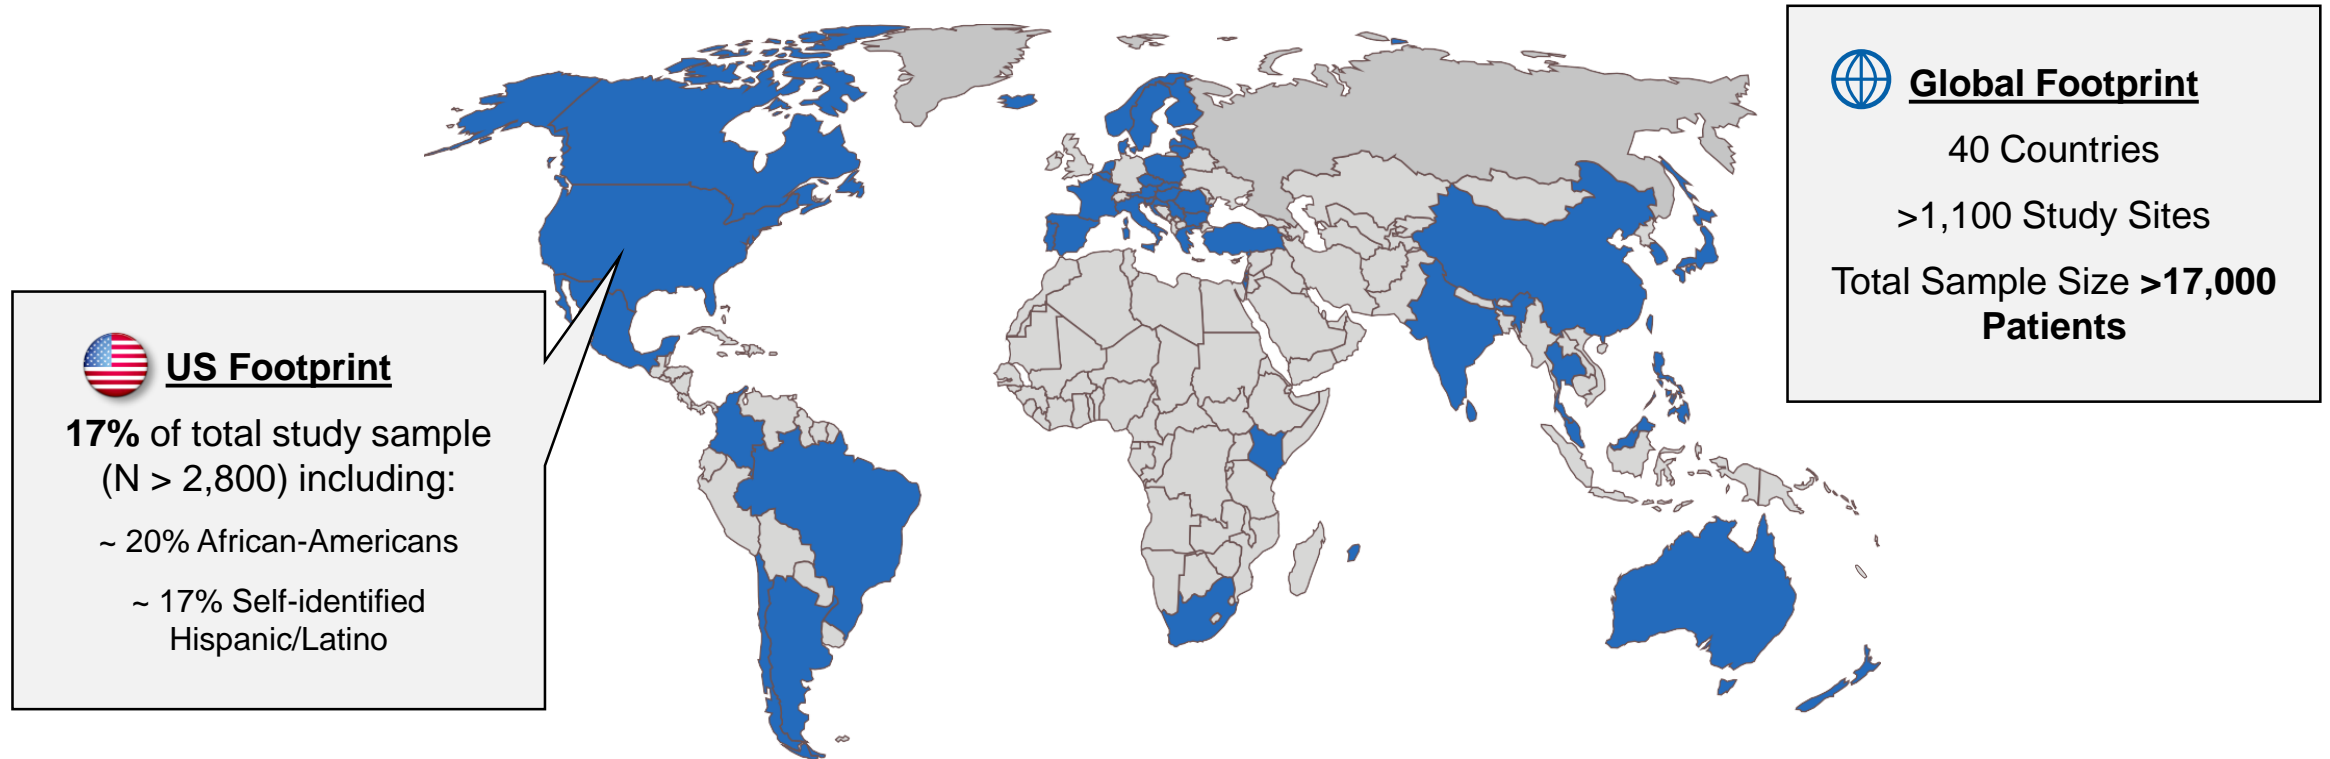 US Footprint
17% of total study sample
(N > 2,800) including:
~ 20% African-Americans
~ 17% Self-identified
Hispanic/Latino
Global Footprint
40 Countries
>1,100 Study Sites
Total Sample Size >17,000
Patients